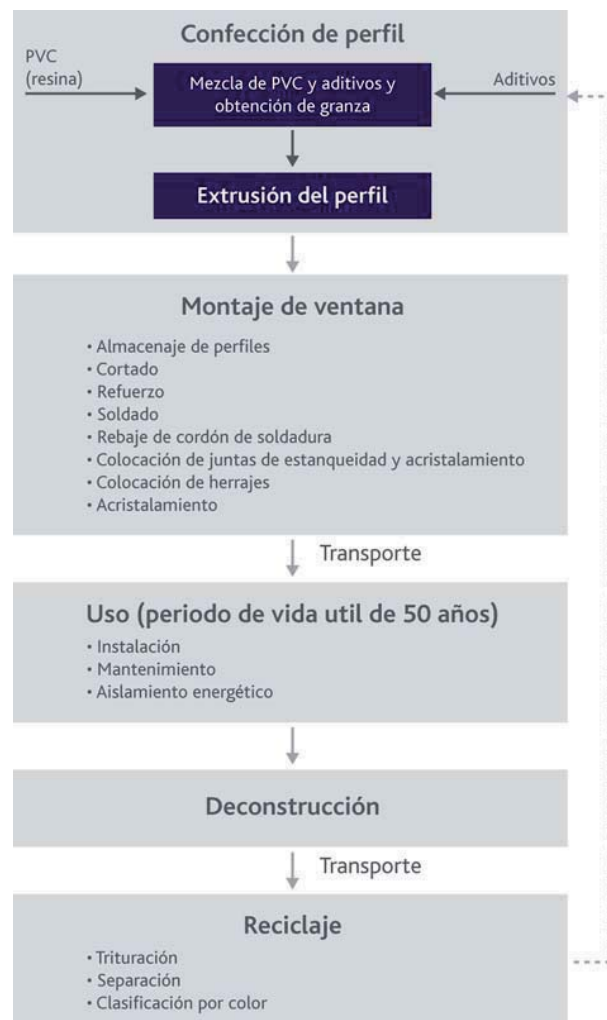 Confección de perfil
PVC
(resina)
Mezcla de PVC y aditivos y
obtención de granza
Aditivos
Extrusión del perfil
Montaje de ventana
• Almacenaje de perfiles
• Cortado
• Refuerzo
• Soldado
• Rebaje de cordón de soldadura
• Colocación de juntas de estanqueidad y acristalamiento
• Colocación de herrajes
• Acristalamiento
Transporte
Uso (periodo de vida util de 50 años)
• Instalación
• Mantenimiento
• Aislamiento energético
Deconstrucción
Transporte
Reciclaje
• Trituración
• Separación
• Clasificación por color